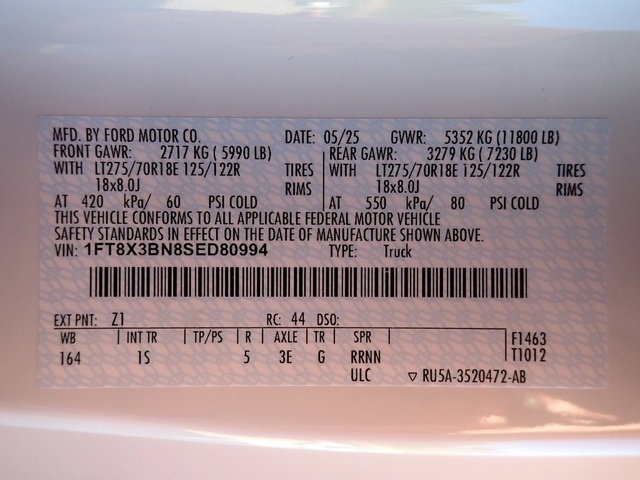 MFD. BY FORD MOTOR CO. DATE: 05/25 GVWR: 5352 KG (11800 LB)
FRONT GAWR: 2717 KG ( 5990 LB) REAR GAWR: 3279 KG ( 7230 LB)
WITH LT275/70R18E 125/122R TIRES WITH LT275/70R18E 125/122R TIRES
18x8.0J RIMS 18x8.0J RIMS
AT 420 kPa/ 60 PSI COLD AT 550 kPa/ 80 PSI COLD
THIS VEHICLE CONFORMS TO ALL APPLICABLE FEDERAL MOTOR VEHICLE
SAFETY STANDARDS IN EFFECT ON THE DATE OF MANUFACTURE SHOWN ABOVE.
VIN: 1FT8X3BN8SED80994 TYPE: Truck
EXT PNT: Z1 RC: 44 DSO:
WB INT TR TP/PS R AXLE TR SPR F1463
164 1S 5 3E G RRNN T1012
ULC ▽ RU5A-3520472-AB